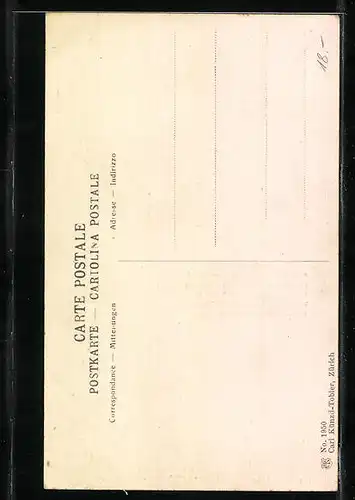 CARTE POSTALE
POSTKARTE — CARTOLINA POSTALE
Correspondance — Mitteilungen - Adresse — Indirizzo
No. 1950
Carl Künzli-Tobler, Zürich
18.-